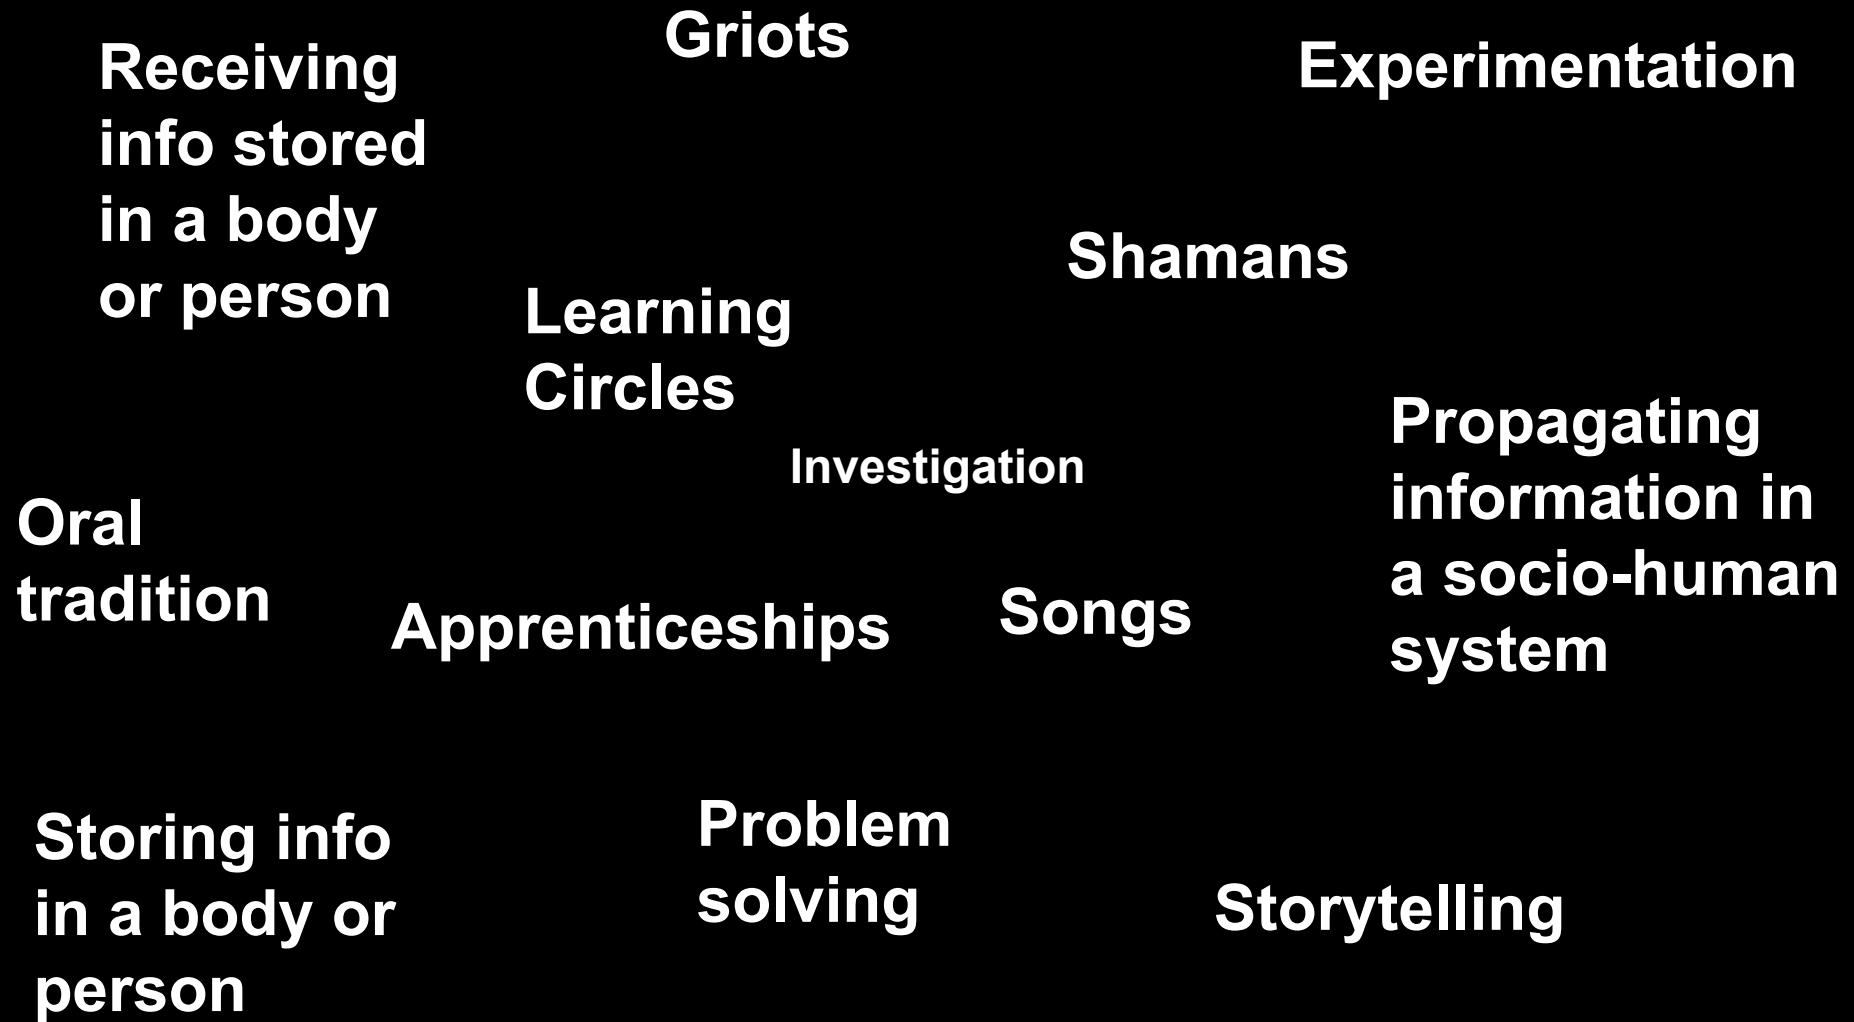 Griots
Receiving
info stored
in a body
or person
Experimentation
Shamans
Learning
Circles
Propagating
information in
a socio-human
system
Investigation
Oral
tradition
Apprenticeships
Songs
Storing info
in a body or
person
Problem
solving
Storytelling